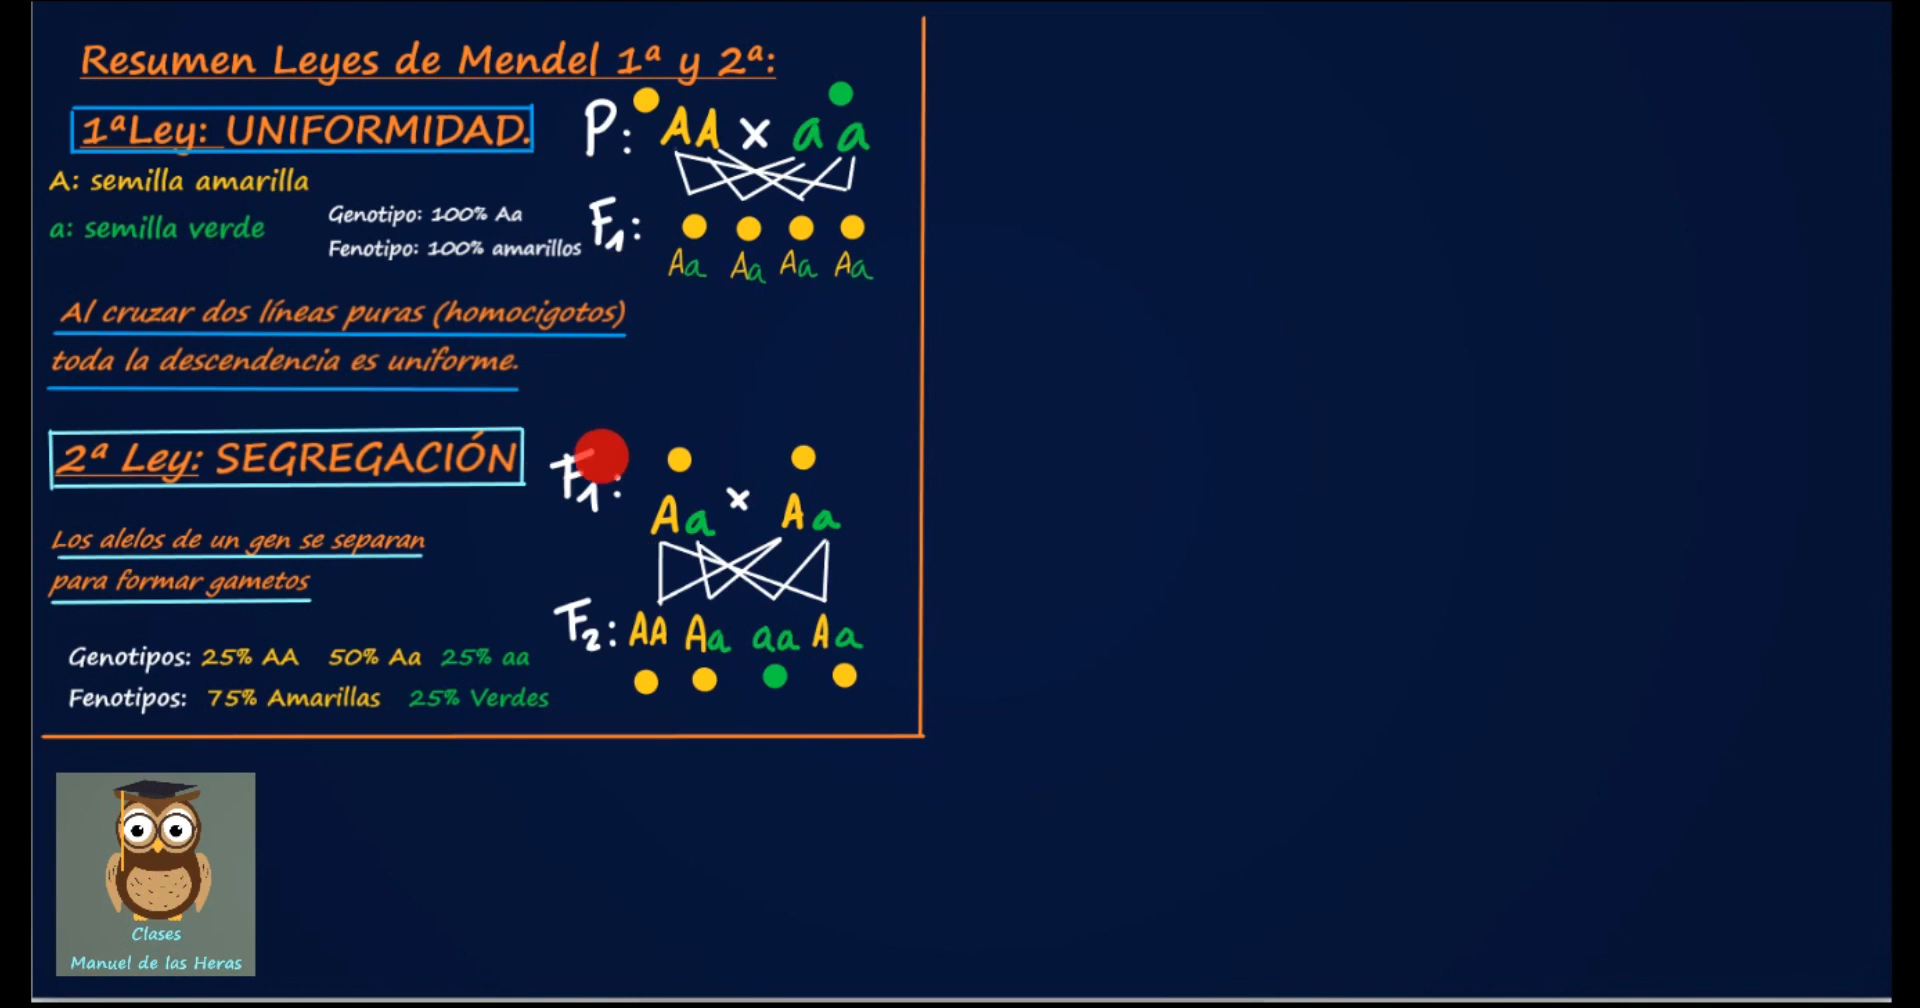 Resumen Leyes de Mendel 1ª y 2ª:
1ªLey: UNIFORMIDAD.
P: AA x aa
A: semilla amarilla
a: semilla verde
Genotipo: 100% Aa
Fenotipo: 100% amarillos
F1:
Aa Aa Aa Aa
Al cruzar dos líneas puras (homocigotos)
toda la descendencia es uniforme.
2ª Ley: SEGREGACIÓN
F1:
Aa x Aa
Los alelos de un gen se separan
para formar gametos
F2: AA Aa aa Aa
Genotipos: 25% AA 50% Aa 25% aa
Fenotipos: 75% Amarillas 25% Verdes
Clases
Manuel de las Heras